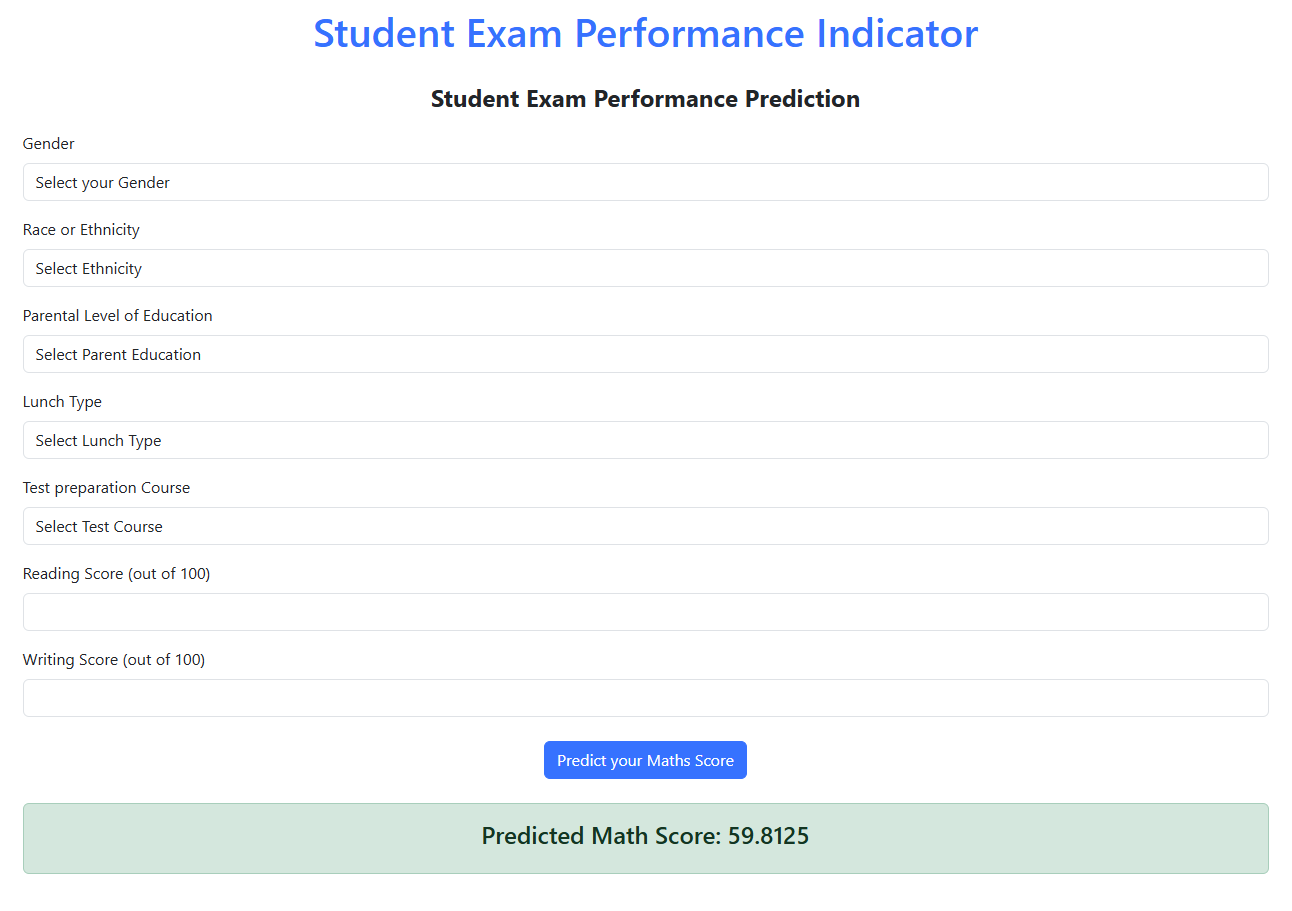 Student Exam Performance Indicator
Student Exam Performance Prediction
Gender
Select your Gender
Race or Ethnicity
Select Ethnicity
Parental Level of Education
Select Parent Education
Lunch Type
Select Lunch Type
Test preparation Course
Select Test Course
Reading Score (out of 100)
Writing Score (out of 100)
Predict your Maths Score
Predicted Math Score: 59.8125